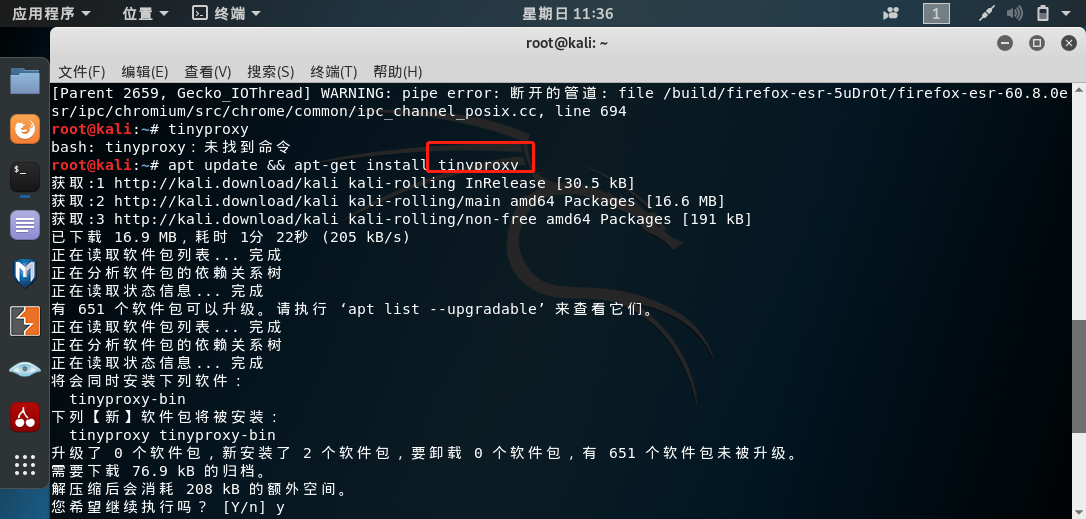 应用程序 位置 终端 星期日 11:36 1
root@kali: ~
文件(F) 编辑(E) 查看(V) 搜索(S) 终端(T) 帮助(H)
[Parent 2659, Gecko_IOThread] WARNING: pipe error: 断开的管道: file /build/firefox-esr-5uDrOt/firefox-esr-60.8.0e
sr/ipc/chromium/src/chrome/common/ipc_channel_posix.cc, line 694
root@kali:~# tinyproxy
bash: tinyproxy：未找到命令
root@kali:~# apt update && apt-get install tinyproxy
获取:1 http://kali.download/kali kali-rolling InRelease [30.5 kB]
获取:2 http://kali.download/kali kali-rolling/main amd64 Packages [16.6 MB]
获取:3 http://kali.download/kali kali-rolling/non-free amd64 Packages [191 kB]
已下载 16.9 MB，耗时 1分 22秒 (205 kB/s)
正在读取软件包列表... 完成
正在分析软件包的依赖关系树
正在读取状态信息... 完成
有 651 个软件包可以升级。请执行 ‘apt list --upgradable’ 来查看它们。
正在读取软件包列表... 完成
正在分析软件包的依赖关系树
正在读取状态信息... 完成
将会同时安装下列软件：
tinyproxy-bin
下列【新】软件包将被安装：
tinyproxy tinyproxy-bin
升级了 0 个软件包，新安装了 2 个软件包，要卸载 0 个软件包，有 651 个软件包未被升级。
需要下载 76.9 kB 的归档。
解压缩后会消耗 208 kB 的额外空间。
您希望继续执行吗？ [Y/n] y